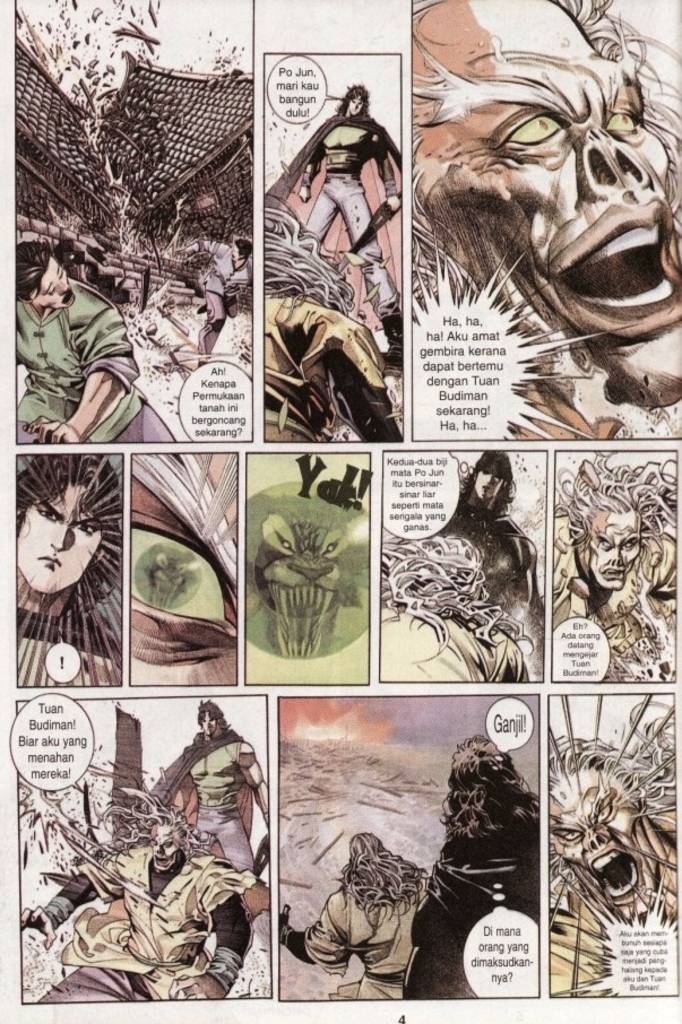 Ah!
Kenapa
Permukaan
tanah ini
bergoncang
sekarang?
Po Jun,
mari kau
bangun
dulu!
Ha, ha,
ha! Aku amat
gembira kerana
dapat bertemu
dengan Tuan
Budiman
sekarang!
Ha, ha...
!
Yah!
Kedua-dua biji
mata Po Jun
itu bersinar-
sinar liar
seperti mata
sengala yang
ganas.
Eh?
Ada orang
datang
mengejar
Tuan
Budiman!
Tuan
Budiman!
Biar aku yang
menahan
mereka!
Ganjil!
Di mana
orang yang
dimaksudkan-
nya?
Aku akan mem-
bunuh sesiapa
saja yang cuba
menjadi peng-
halang kepada
aku dan Tuan
Budiman!
4